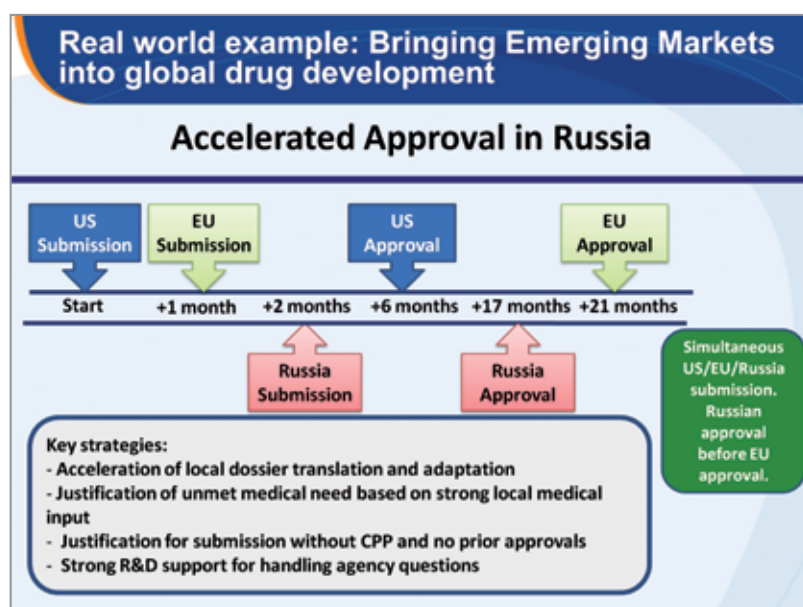 Real world example: Bringing Emerging Markets
into global drug development
Accelerated Approval in Russia
US
Submission
EU
Submission
US
Approval
EU
Approval
Start
+1 month
+2 months
+6 months
+17 months
+21 months
Russia
Submission
Russia
Approval
Simultaneous
US/EU/Russia
submission.
Russian
approval
before EU
approval.
Key strategies:
- Acceleration of local dossier translation and adaptation
- Justification of unmet medical need based on strong local medical
input
- Justification for submission without CPP and no prior approvals
- Strong R&D support for handling agency questions